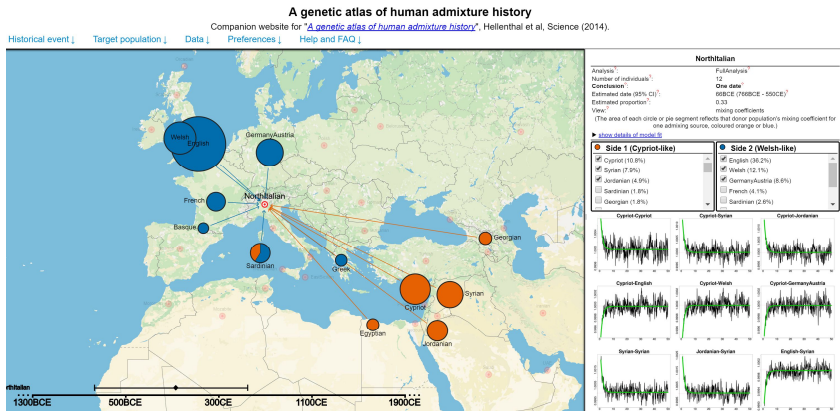 A genetic atlas of human admixture history
Companion website for "A genetic atlas of human admixture history", Hellenthal et al, Science (2014).
Historical event ↓ Target population ↓ Data ↓ Preferences ↓ Help and FAQ ↓
Welsh
English
GermanyAustria
French
NorthItalian
Basque
Sardinian
Greek
Georgian
Cypriot
Syrian
Egyptian
Jordanian
1300BCE 500BCE 300CE 1100CE 1900CE
NorthItalian
Analysis?: FullAnalysis?
Number of individuals?: 12
Conclusion?: One date?
Estimated date (95% CI)?: 66BCE (766BCE - 550CE)?
Estimated proportion?: 0.33
View:? mixing coefficients
(The area of each circle or pie segment reflects that donor population's mixing coefficient for
one admixing source, coloured orange or blue.)
▶ show details of model fit
Side 1 (Cypriot-like)
Cypriot (10.8%)
Syrian (7.9%)
Jordanian (4.9%)
Sardinian (1.8%)
Georgian (1.8%)
Side 2 (Welsh-like)
English (36.2%)
Welsh (12.1%)
GermanyAustria (8.6%)
French (4.1%)
Sardinian (2.6%)
Cypriot-Cypriot Cypriot-Syrian Cypriot-Jordanian
Cypriot-English Cypriot-Welsh Cypriot-GermanyAustria
Syrian-Syrian Jordanian-Syrian English-Syrian